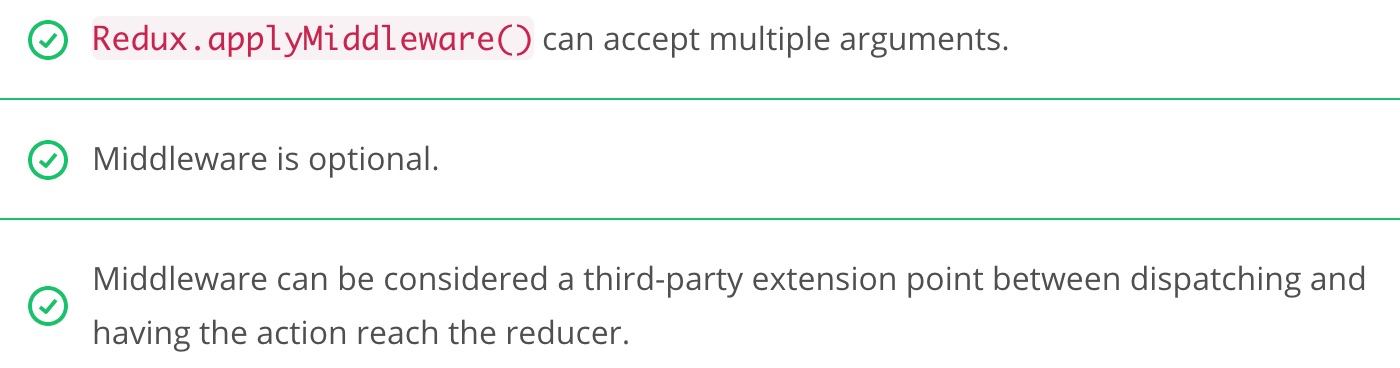 Redux.applyMiddleware() can accept multiple arguments.
Middleware is optional.
Middleware can be considered a third-party extension point between dispatching and
having the action reach the reducer.